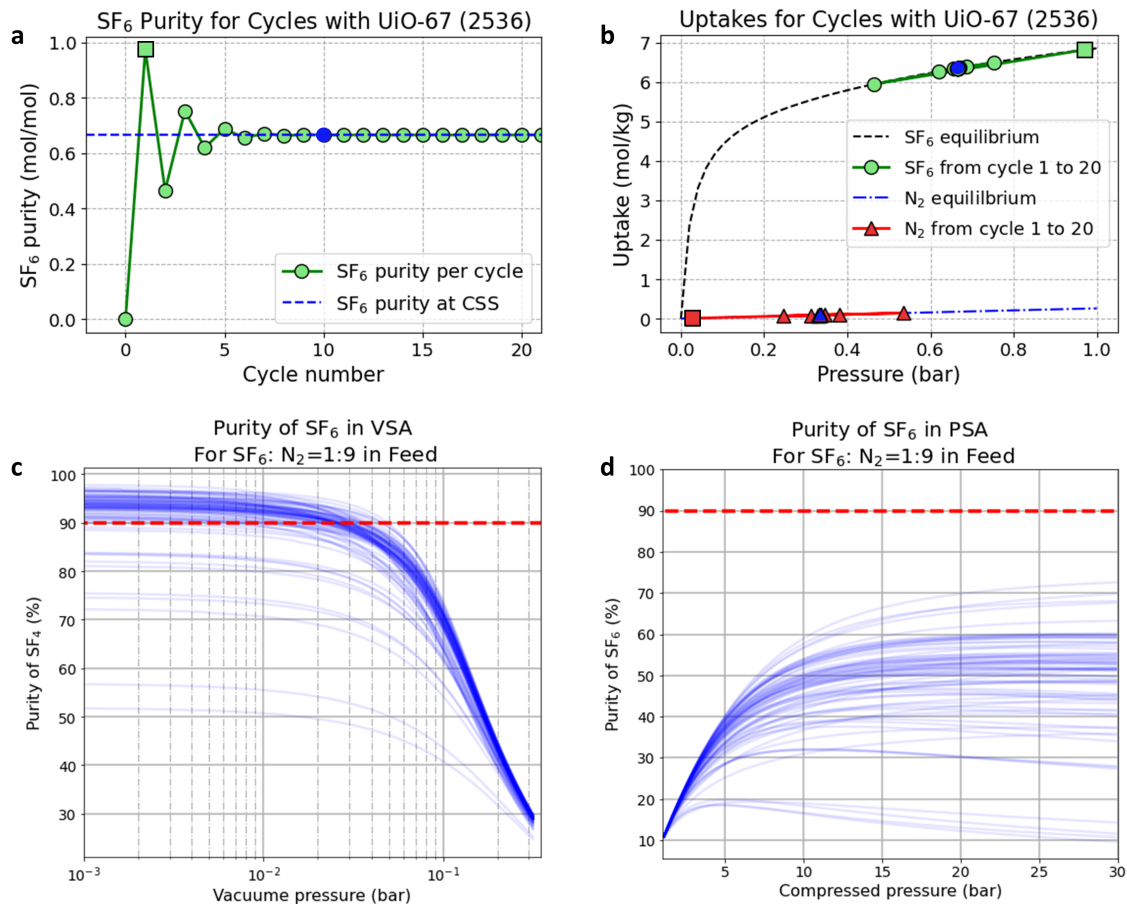 a
SF₆ Purity for Cycles with UiO-67 (2536)
1.0
0.8
0.6
0.4
0.2
0.0
SF₆ purity (mol/mol)
SF₆ purity per cycle
SF₆ purity at CSS
0 5 10 15 20
Cycle number
b
Uptakes for Cycles with UiO-67 (2536)
7
6
5
4
3
2
1
0
Uptake (mol/kg)
SF₆ equilibrium
SF₆ from cycle 1 to 20
N₂ equililbrium
N₂ from cycle 1 to 20
0.0 0.2 0.4 0.6 0.8 1.0
Pressure (bar)
c
Purity of SF₆ in VSA
For SF₆: N₂=1:9 in Feed
100
90
80
70
60
50
40
30
Purity of SF₄ (%)
10⁻³ 10⁻² 10⁻¹
Vacuume pressure (bar)
d
Purity of SF₆ in PSA
For SF₆: N₂=1:9 in Feed
100
90
80
70
60
50
40
30
20
10
Purity of SF₆ (%)
5 10 15 20 25 30
Compressed pressure (bar)